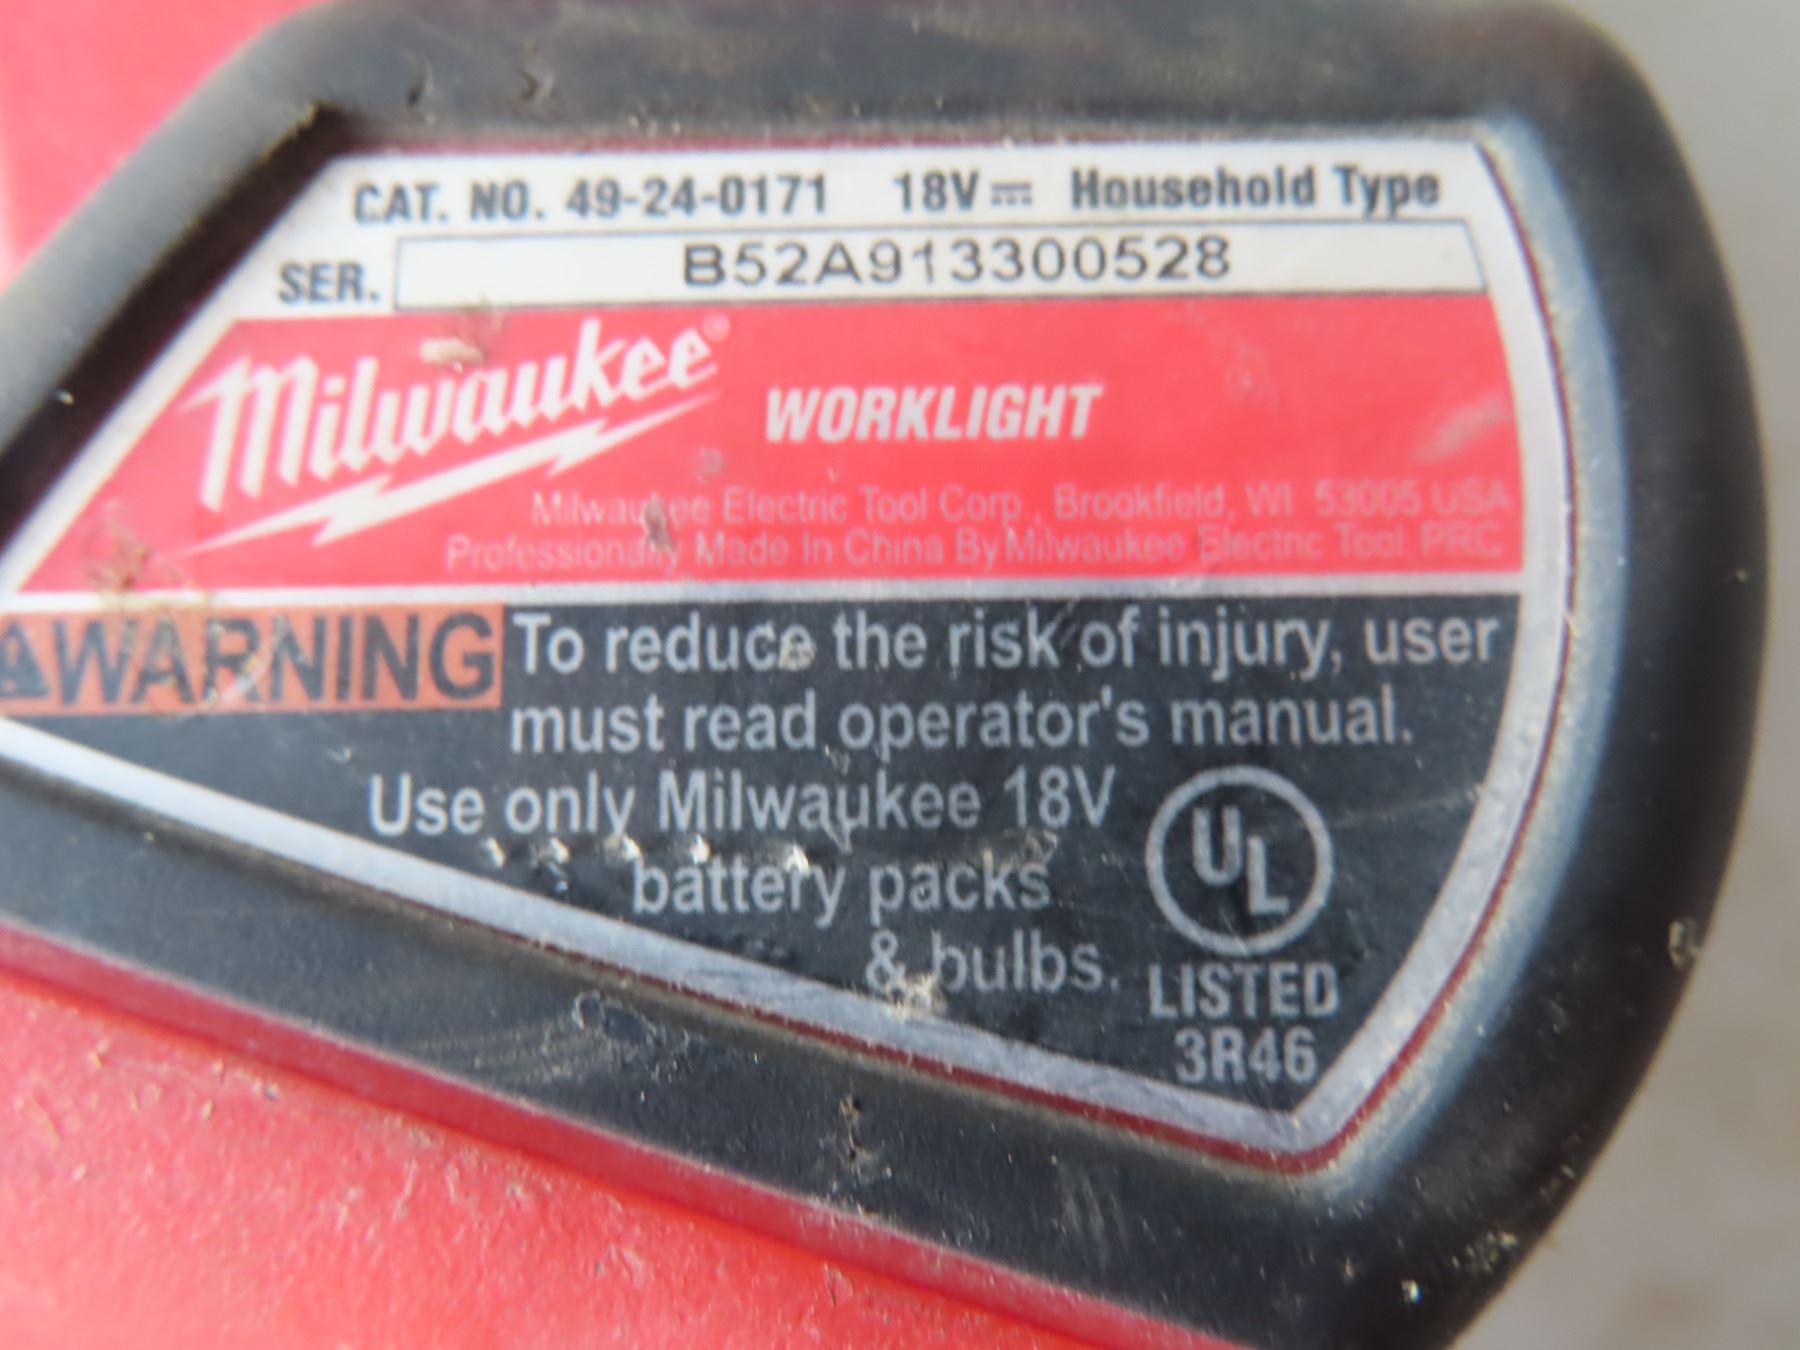 CAT. NO. 49-24-0171 18V⎓ Household Type
SER. B52A913300528
Milwaukee® WORKLIGHT
Milwaukee Electric Tool Corp., Brookfield, WI 53005 USA
Professionally Made In China By Milwaukee Electric Tool PRC
WARNING To reduce the risk of injury, user
must read operator's manual.
Use only Milwaukee 18V
battery packs
& bulbs.
UL
LISTED
3R46